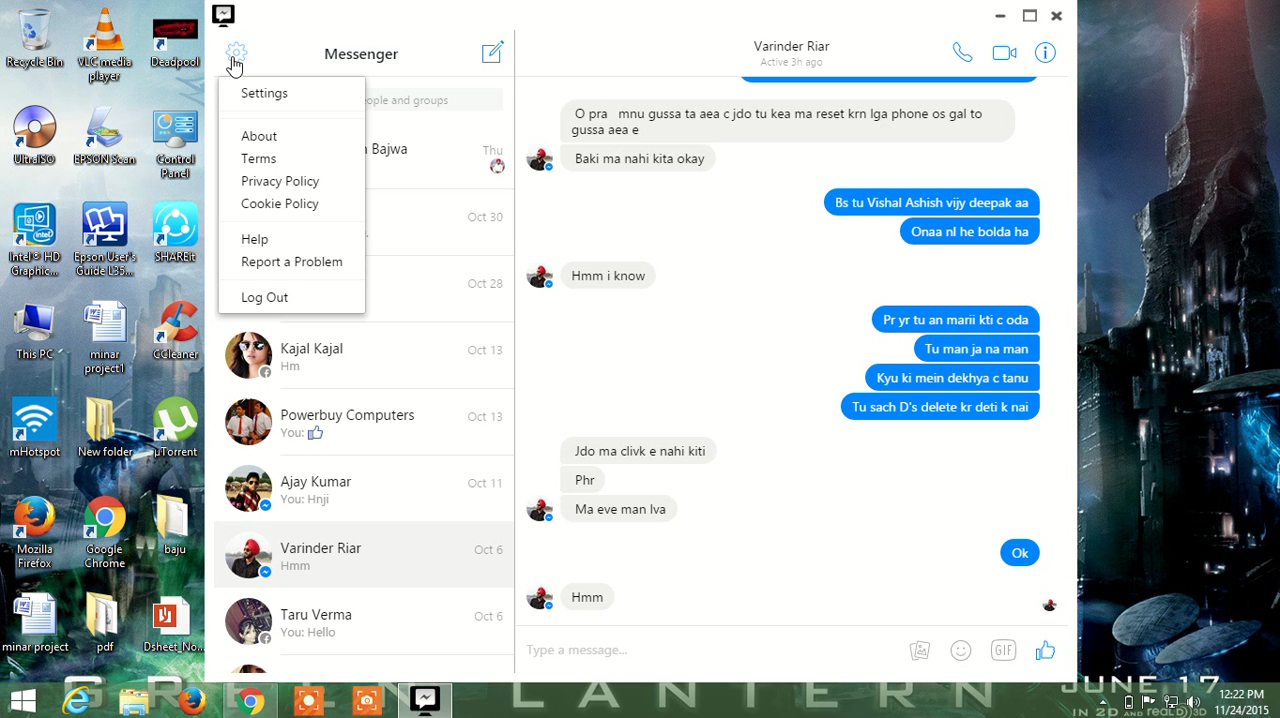 Recycle Bin
VLC media
player
Deadpool
UltraISO
EPSON Scan
Control
Panel
Intel® HD
Graphic...
Epson User's
Guide L35...
SHAREit
This PC
minar
project1
CCleaner
mHotspot
New folder
µTorrent
Mozilla
Firefox
Google
Chrome
baju
minar project
pdf
Dsheet_No...
Messenger
Settings
About
Terms
Privacy Policy
Cookie Policy
Help
Report a Problem
Log Out
eople and groups
Bajwa
Thu
Oct 30
Oct 28
Kajal Kajal
Oct 13
Hm
Powerbuy Computers
Oct 13
You:
Ajay Kumar
Oct 11
You: Hnji
Varinder Riar
Oct 6
Hmm
Taru Verma
Oct 6
You: Hello
Varinder Riar
Active 3h ago
O pra mnu gussa ta aea c jdo tu kea ma reset krn lga phone os gal to
gussa aea e
Baki ma nahi kita okay
Bs tu Vishal Ashish vijy deepak aa
Onaa nl he bolda ha
Hmm i know
Pr yr tu an marii kti c oda
Tu man ja na man
Kyu ki mein dekhya c tanu
Tu sach D's delete kr deti k nai
Jdo ma clivk e nahi kiti
Phr
Ma eve man lva
Ok
Hmm
Type a message...
GIF
GREEN LANTERN
JUNE 17
IN 2D AND REAL D 3D
12:22 PM
11/24/2015